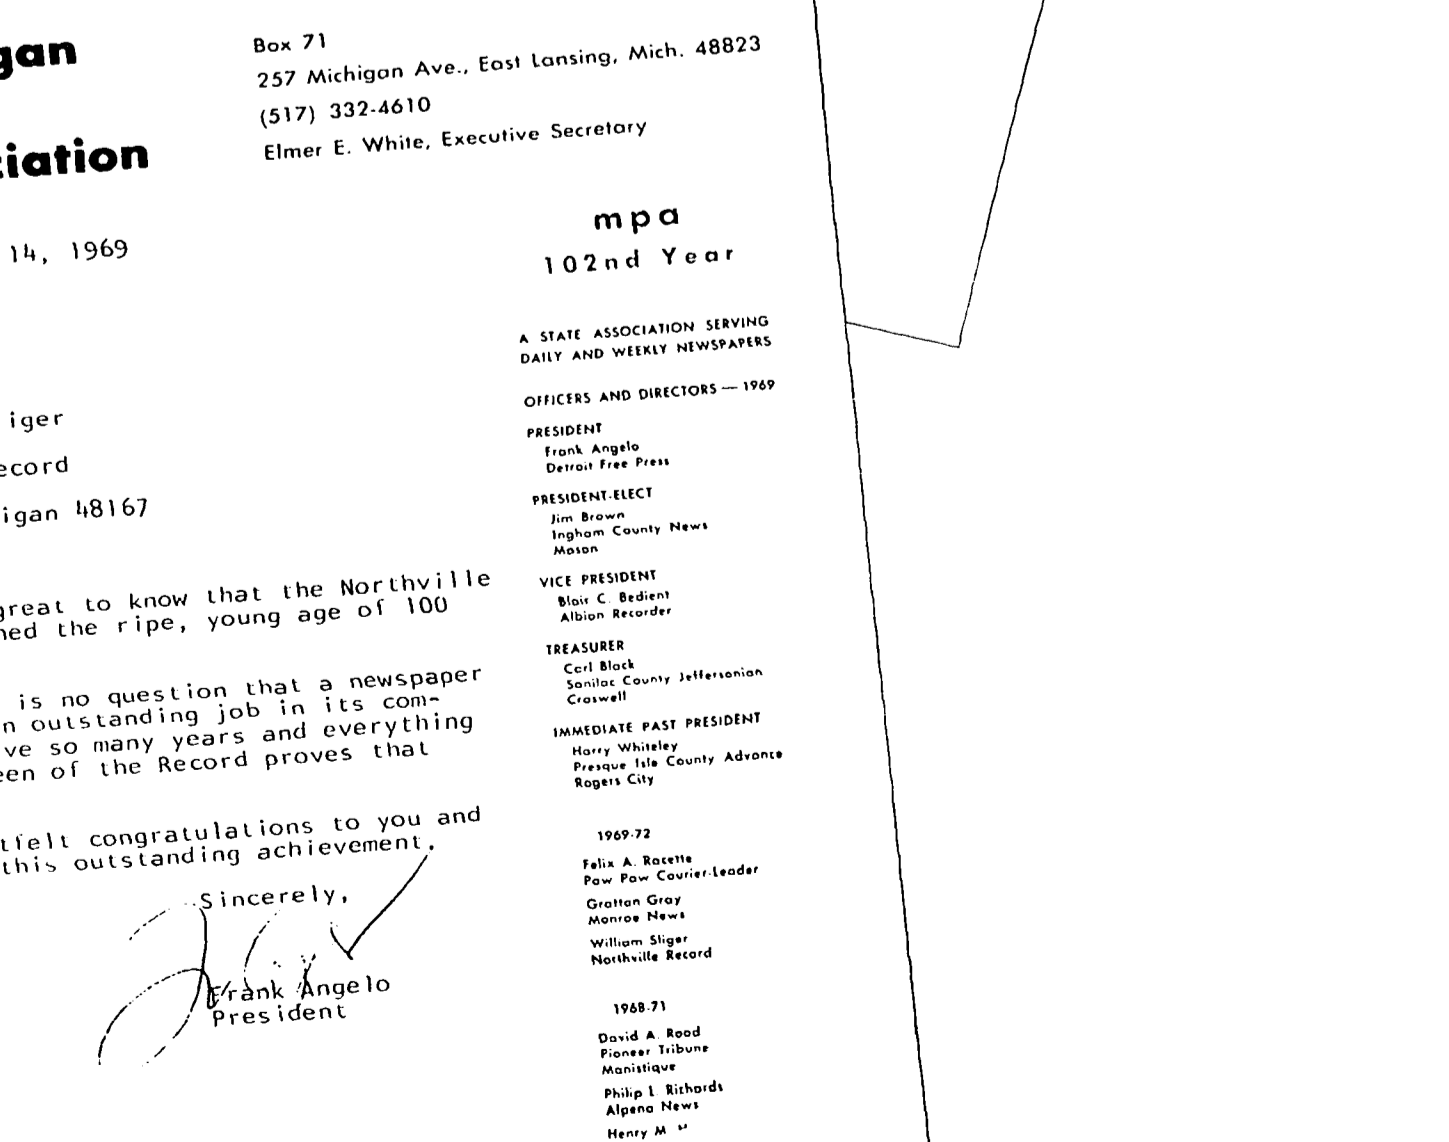 gan
Box 71
257 Michigan Ave., East Lansing, Mich. 48823
(517) 332-4610
Elmer E. White, Executive Secretary
ciation
mpa
102nd Year
14, 1969
A STATE ASSOCIATION SERVING
DAILY AND WEEKLY NEWSPAPERS
OFFICERS AND DIRECTORS — 1969
PRESIDENT
Frank Angelo
Detroit Free Press
PRESIDENT-ELECT
Jim Brown
Ingham County News
Mason
VICE PRESIDENT
Blair C. Bedient
Albion Recorder
TREASURER
Carl Black
Sanilac County Jeffersonian
Croswell
IMMEDIATE PAST PRESIDENT
Harry Whiteley
Presque Isle County Advance
Rogers City
1969-72
Felix A. Racette
Paw Paw Courier-Leader
Grattan Gray
Monroe News
William Sliger
Northville Record
1968-71
David A. Rood
Pioneer Tribune
Manistique
Philip L Richards
Alpena News
Henry M
iger
ecord
igan 48167
great to know that the Northville
hed the ripe, young age of 100
is no question that a newspaper
n outstanding job in its com-
ve so many years and everything
een of the Record proves that
tfelt congratulations to you and
this outstanding achievement.
Sincerely,
Frank Angelo
President